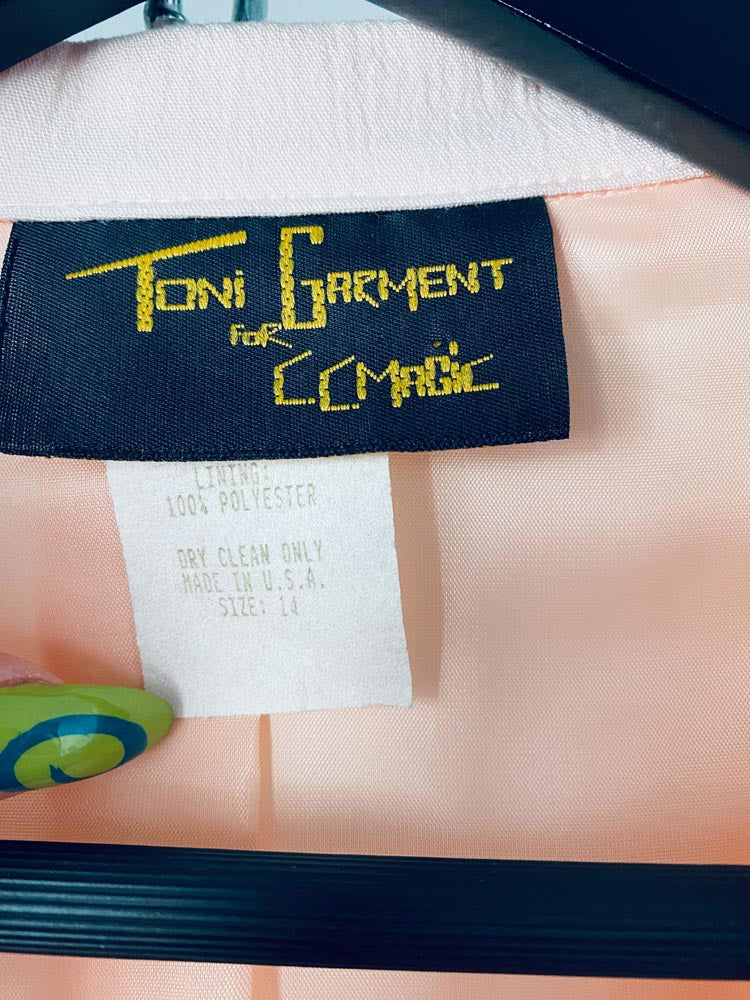 Toni Garment
for
C.C. Magic
LINING:
100% POLYESTER
DRY CLEAN ONLY
MADE IN U.S.A.
SIZE: 14